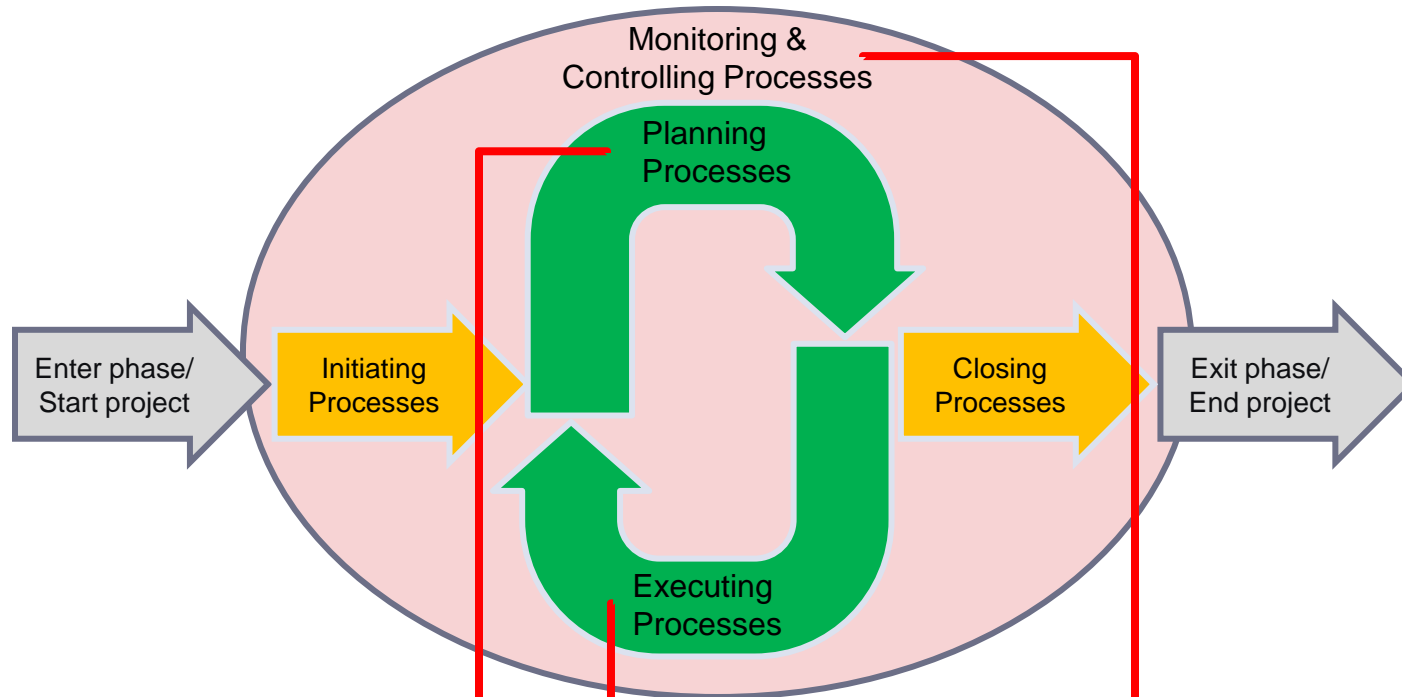 Monitoring &
Controlling Processes
Planning
Processes
Enter phase/
Start project
Initiating
Processes
Closing
Processes
Exit phase/
End project
Executing
Processes